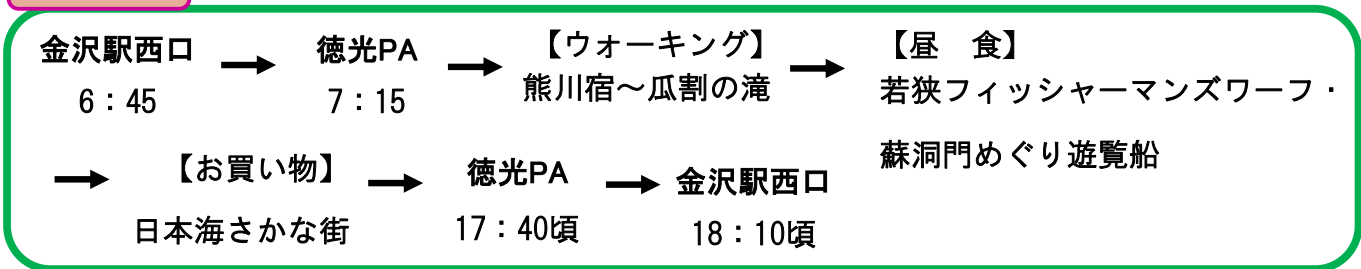 金沢駅西口 → 徳光PA → 【ウォーキング】 → 【昼　食】
6：45 7：15 熊川宿～瓜割の滝 若狭フィッシャーマンズワーフ・
蘇洞門めぐり遊覧船
→ 【お買い物】 → 徳光PA → 金沢駅西口
日本海さかな街 17：40頃 18：10頃